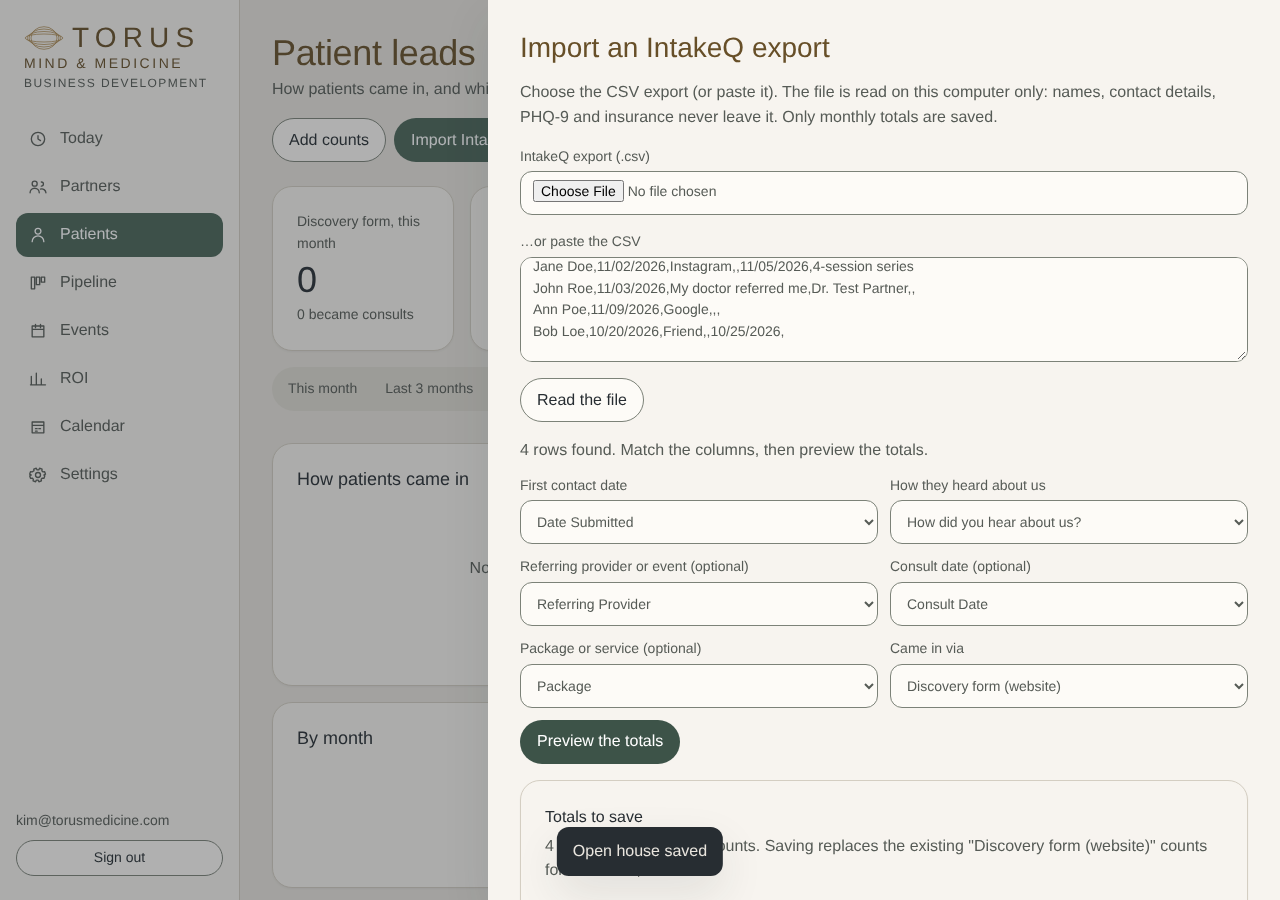 TORUS
MIND & MEDICINE
BUSINESS DEVELOPMENT
Today
Partners
Patients
Pipeline
Events
ROI
Calendar
Settings
kim@torusmedicine.com
Sign out
Patient leads
How patients came in, and
Add counts
Import
Discovery form, this
month
0
0 became consults
This month
Last 3 months
How patients came in
By month
Import an IntakeQ export
Choose the CSV export (or paste it). The file is read on this computer only: names, contact details,
PHQ-9 and insurance never leave it. Only monthly totals are saved.
IntakeQ export (.csv)
Choose File No file chosen
…or paste the CSV
Jane Doe,11/02/2026,Instagram,,11/05/2026,4-session series
John Roe,11/03/2026,My doctor referred me,Dr. Test Partner,,
Ann Poe,11/09/2026,Google,,,
Bob Loe,10/20/2026,Friend,,10/25/2026,
Read the file
4 rows found. Match the columns, then preview the totals.
First contact date
How they heard about us
Date Submitted
How did you hear about us?
Referring provider or event (optional)
Consult date (optional)
Referring Provider
Consult Date
Package or service (optional)
Came in via
Package
Discovery form (website)
Preview the totals
Totals to save
4
Saving replaces the existing "Discovery form (website)" counts
Open house saved